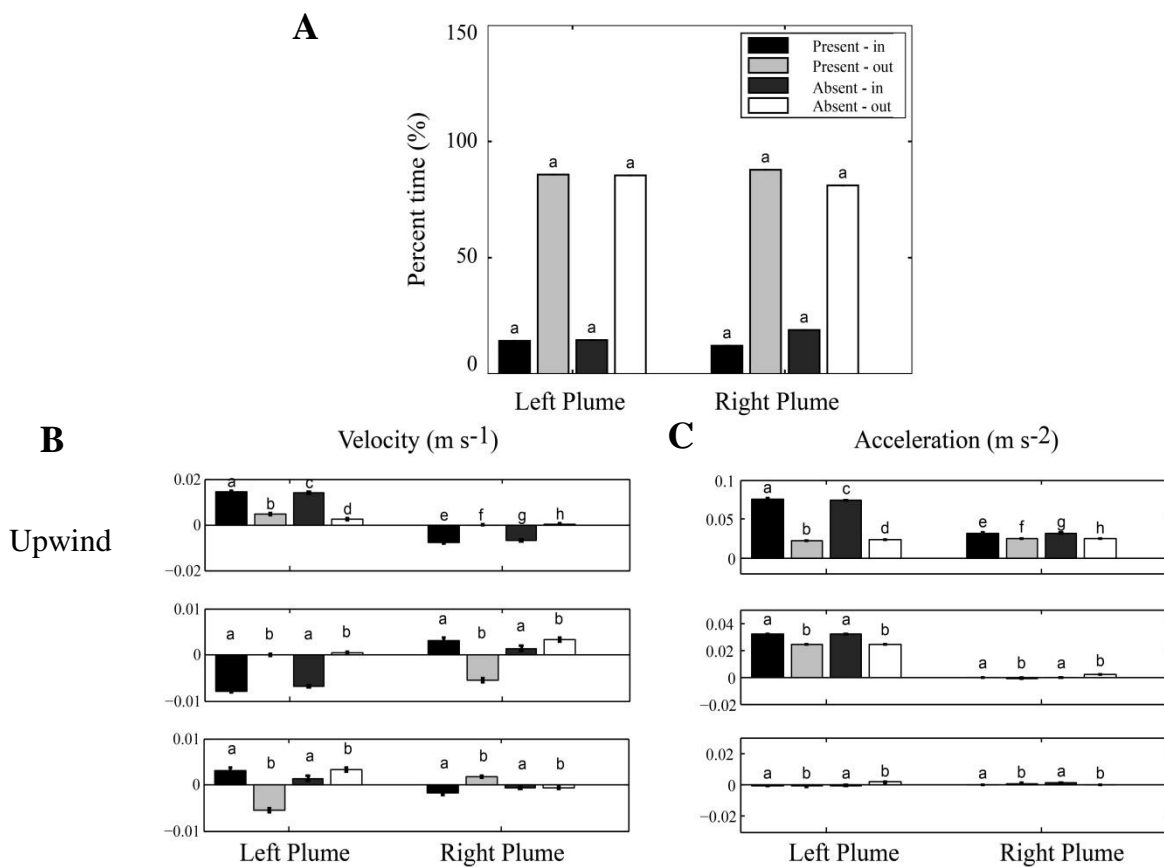 A
150
100
50
0
Percent time (%)
Present - in
Present - out
Absent - in
Absent - out
a a a a a a a a
Left Plume Right Plume
B
Velocity (m s-1)
C
Acceleration (m s-2)
Upwind
0.02
0
−0.02
a b c d e f g h
0.1
0.05
0
a b c d e f g h
0.01
0
−0.01
a b a b a b a b
0.04
0.02
0
−0.02
a b a b a b a b
0.01
0
−0.01
a b a b a b a b
0.02
0
−0.02
a b a b a b a b
Left Plume Right Plume
Left Plume Right Plume